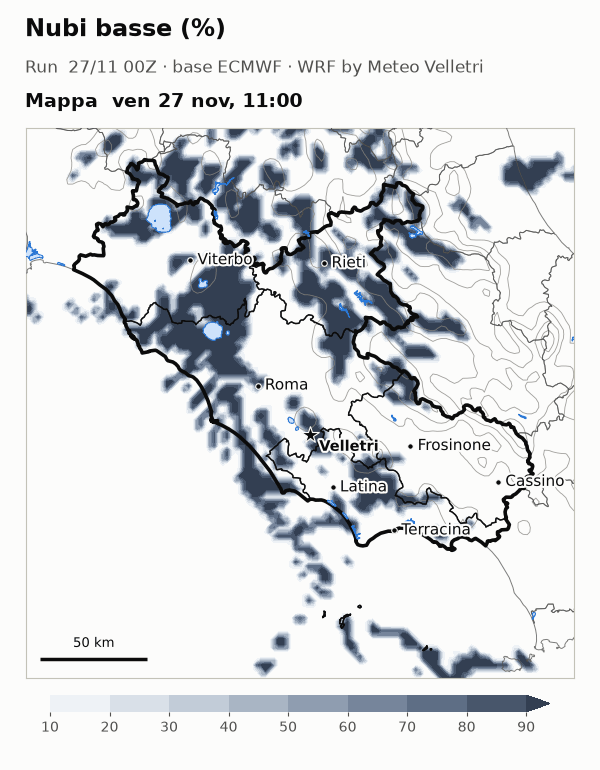 Nubi basse (%)
Run  27/11 00Z · base ECMWF · WRF by Meteo Velletri
Mappa  ven 27 nov, 11:00
Viterbo
Rieti
Roma
Velletri
Frosinone
Latina
Cassino
Terracina
50 km
10 20 30 40 50 60 70 80 90